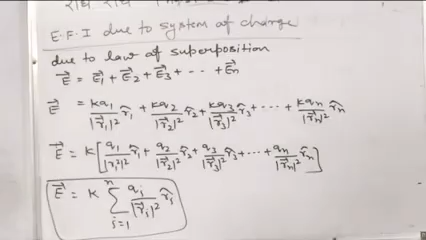 राधे राधे
E.F.I due to system of charge
due to law of superposition
E⃗ = E⃗₁ + E⃗₂ + E⃗₃ + - - - + E⃗n
E⃗ = kq₁/|r⃗₁|² r̂₁ + kq₂/|r⃗₂|² r̂₂ + kq₃/|r⃗₃|² r̂₃ + - - - + kqn/|r⃗n|² r̂n
E⃗ = k[q₁/|r⃗₁|² r̂₁ + q₂/|r⃗₂|² r̂₂ + q₃/|r⃗₃|² r̂₃ + - - - + qn/|r⃗n|² r̂n]
E⃗ = k ∑ⁿᵢ₌₁ qᵢ/|r⃗ᵢ|² r̂ᵢ